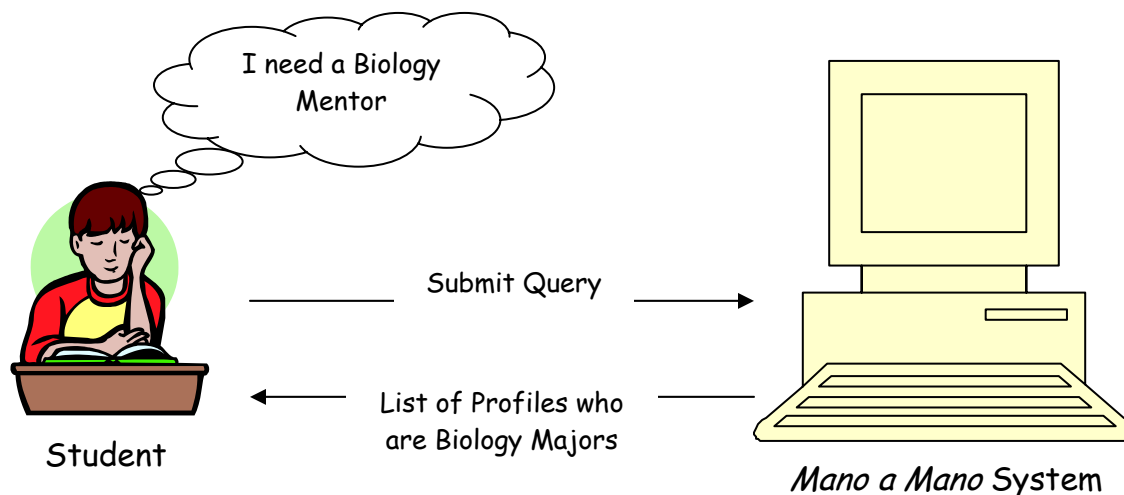 I need a Biology
Mentor
Submit Query
List of Profiles who
are Biology Majors
Student
Mano a Mano System